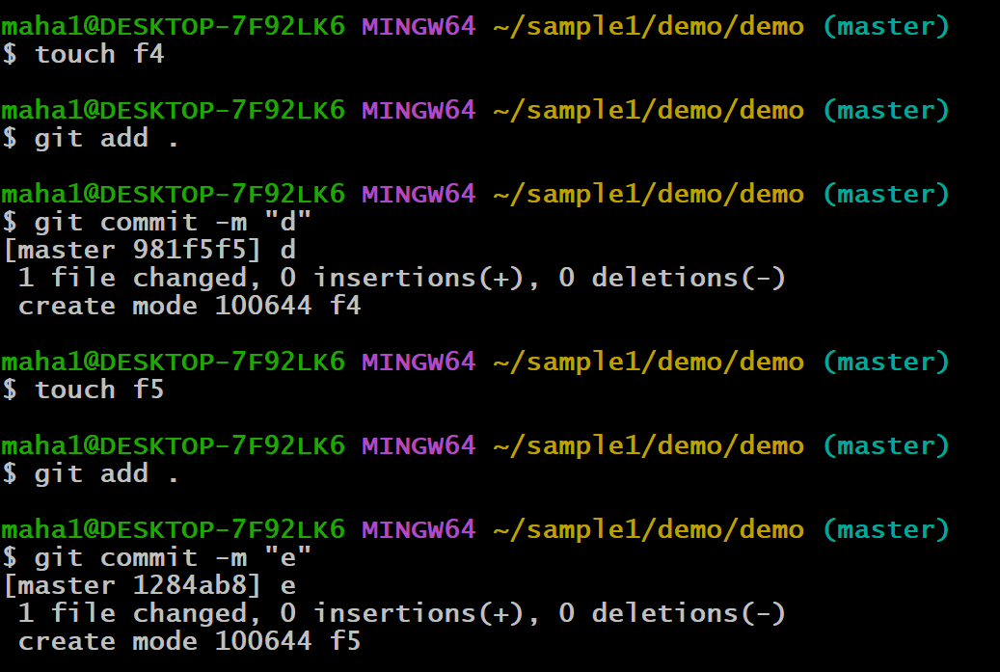 maha1@DESKTOP-7F92LK6 MINGW64 ~/sample1/demo/demo (master)
$ touch f4
maha1@DESKTOP-7F92LK6 MINGW64 ~/sample1/demo/demo (master)
$ git add .
maha1@DESKTOP-7F92LK6 MINGW64 ~/sample1/demo/demo (master)
$ git commit -m "d"
[master 981f5f5] d
 1 file changed, 0 insertions(+), 0 deletions(-)
 create mode 100644 f4
maha1@DESKTOP-7F92LK6 MINGW64 ~/sample1/demo/demo (master)
$ touch f5
maha1@DESKTOP-7F92LK6 MINGW64 ~/sample1/demo/demo (master)
$ git add .
maha1@DESKTOP-7F92LK6 MINGW64 ~/sample1/demo/demo (master)
$ git commit -m "e"
[master 1284ab8] e
 1 file changed, 0 insertions(+), 0 deletions(-)
 create mode 100644 f5